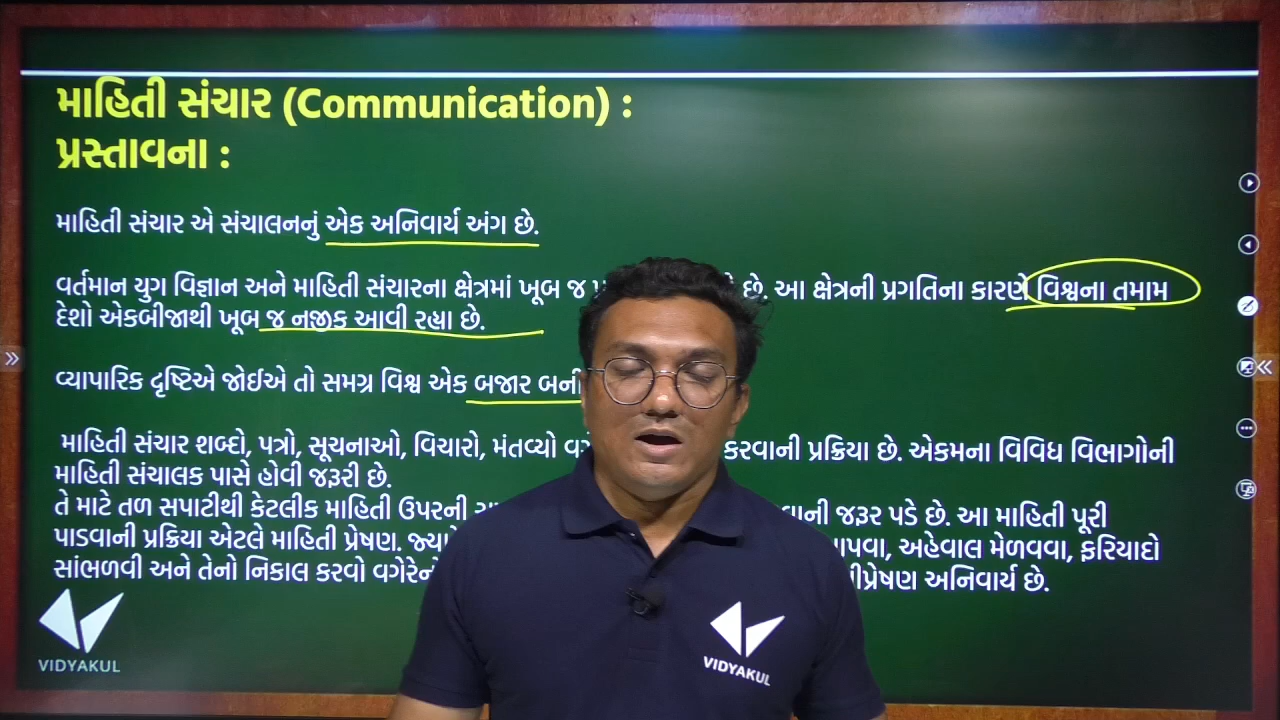 માહિતી સંચાર (Communication) :
પ્રસ્તાવના :
માહિતી સંચાર એ સંચાલનનું એક અનિવાર્ય અંગ છે.
વર્તમાન યુગ વિજ્ઞાન અને માહિતી સંચારના ક્ષેત્રમાં ખૂબ જ છે. આ ક્ષેત્રની પ્રગતિના કારણે વિશ્વના તમામ
દેશો એકબીજાથી ખૂબ જ નજીક આવી રહ્યા છે.
વ્યાપારિક દૃષ્ટિએ જોઈએ તો સમગ્ર વિશ્વ એક બજાર બની
માહિતી સંચાર શબ્દો, પત્રો, સૂચનાઓ, વિચારો, મંતવ્યો કરવાની પ્રક્રિયા છે. એકમના વિવિધ વિભાગોની
માહિતી સંચાલક પાસે હોવી જરૂરી છે.
તે માટે તળ સપાટીથી કેટલીક માહિતી ઉપરની જરૂર પડે છે. આ માહિતી પૂરી
પાડવાની પ્રક્રિયા એટલે માહિતી પ્રેષણ. આપવા, અહેવાલ મેળવવા, ફરિયાદો
સાંભળવી અને તેનો નિકાલ કરવો અનિવાર્ય છે.
VIDYAKUL
VIDYAKUL